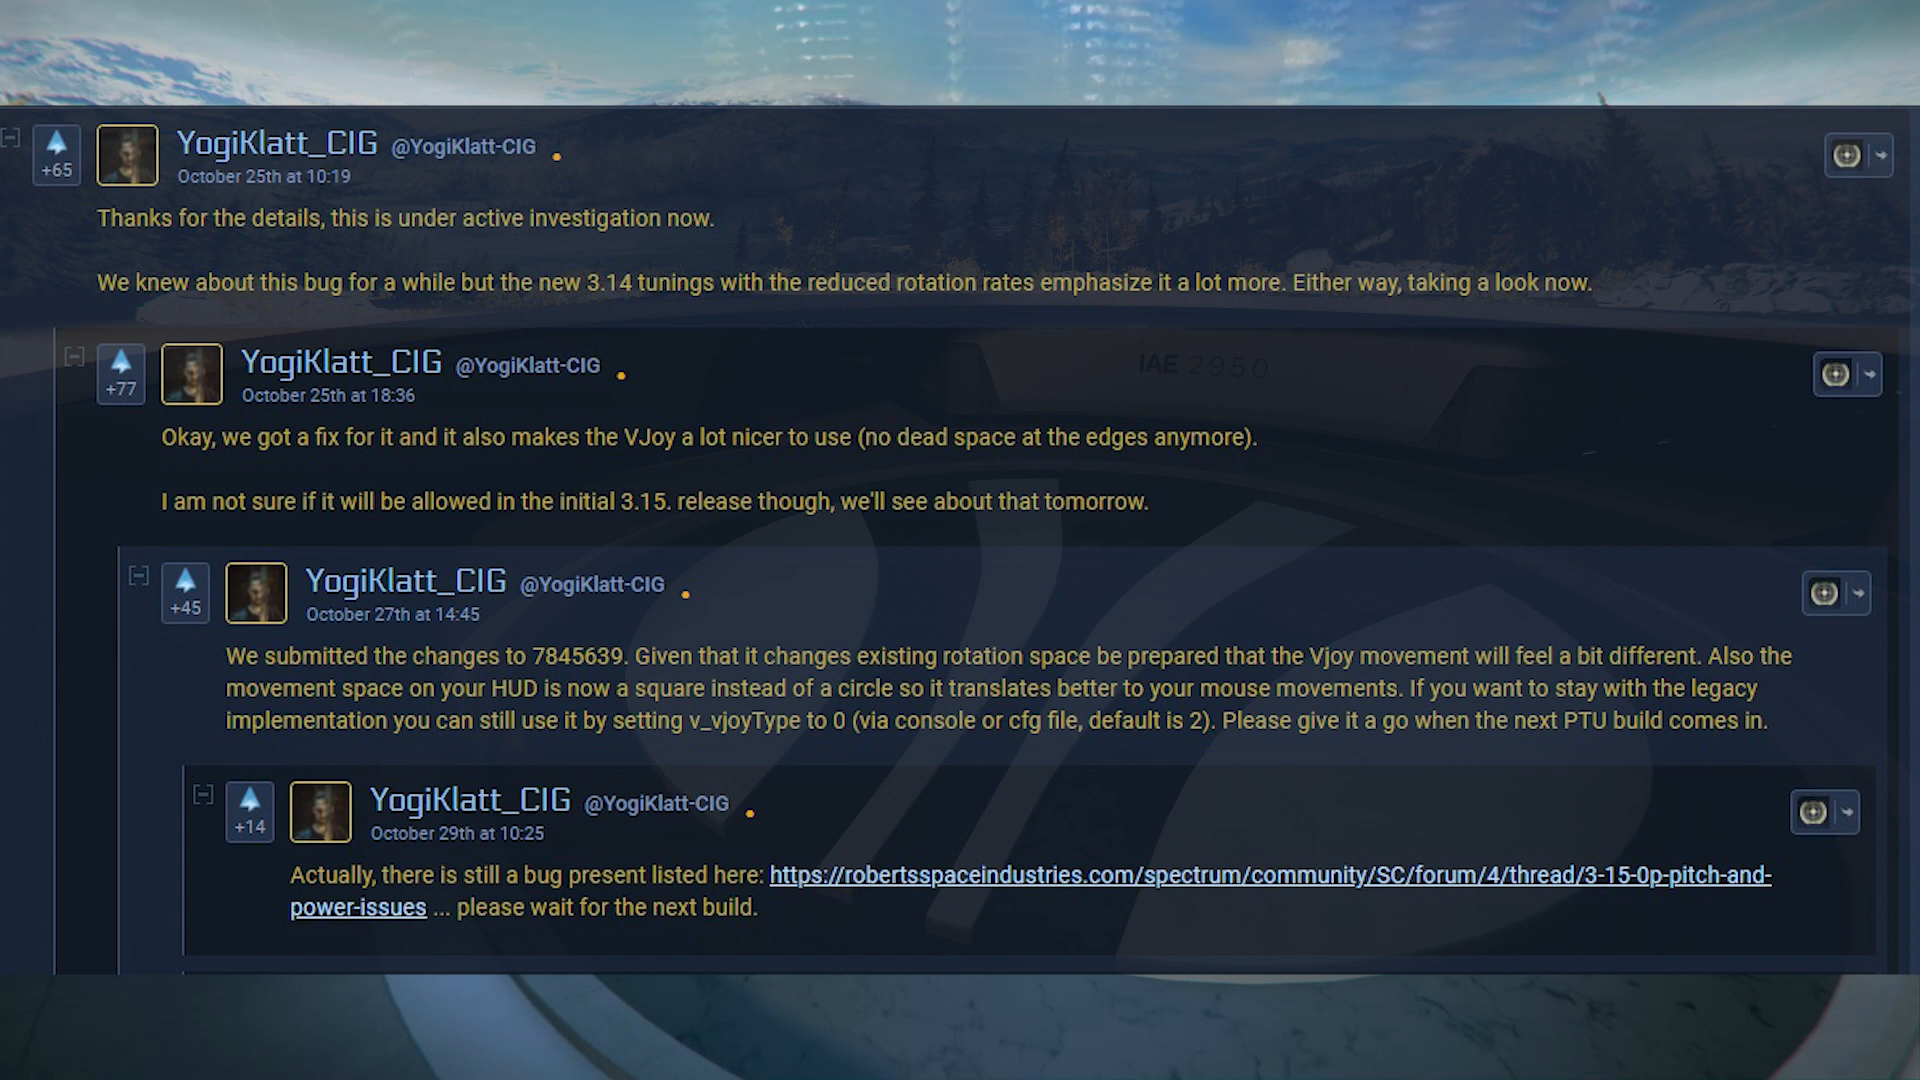 [-]
+65
YogiKlatt_CIG @YogiKlatt-CIG
October 25th at 10:19
Thanks for the details, this is under active investigation now.
We knew about this bug for a while but the new 3.14 tunings with the reduced rotation rates emphasize it a lot more. Either way, taking a look now.
IAE 2950
[-]
+77
YogiKlatt_CIG @YogiKlatt-CIG
October 25th at 18:36
Okay, we got a fix for it and it also makes the VJoy a lot nicer to use (no dead space at the edges anymore).
I am not sure if it will be allowed in the initial 3.15. release though, we'll see about that tomorrow.
[-]
+45
YogiKlatt_CIG @YogiKlatt-CIG
October 27th at 14:45
We submitted the changes to 7845639. Given that it changes existing rotation space be prepared that the Vjoy movement will feel a bit different. Also the
movement space on your HUD is now a square instead of a circle so it translates better to your mouse movements. If you want to stay with the legacy
implementation you can still use it by setting v_vjoyType to 0 (via console or cfg file, default is 2). Please give it a go when the next PTU build comes in.
[-]
+14
YogiKlatt_CIG @YogiKlatt-CIG
October 29th at 10:25
Actually, there is still a bug present listed here: https://robertsspaceindustries.com/spectrum/community/SC/forum/4/thread/3-15-0p-pitch-and-
power-issues ... please wait for the next build.